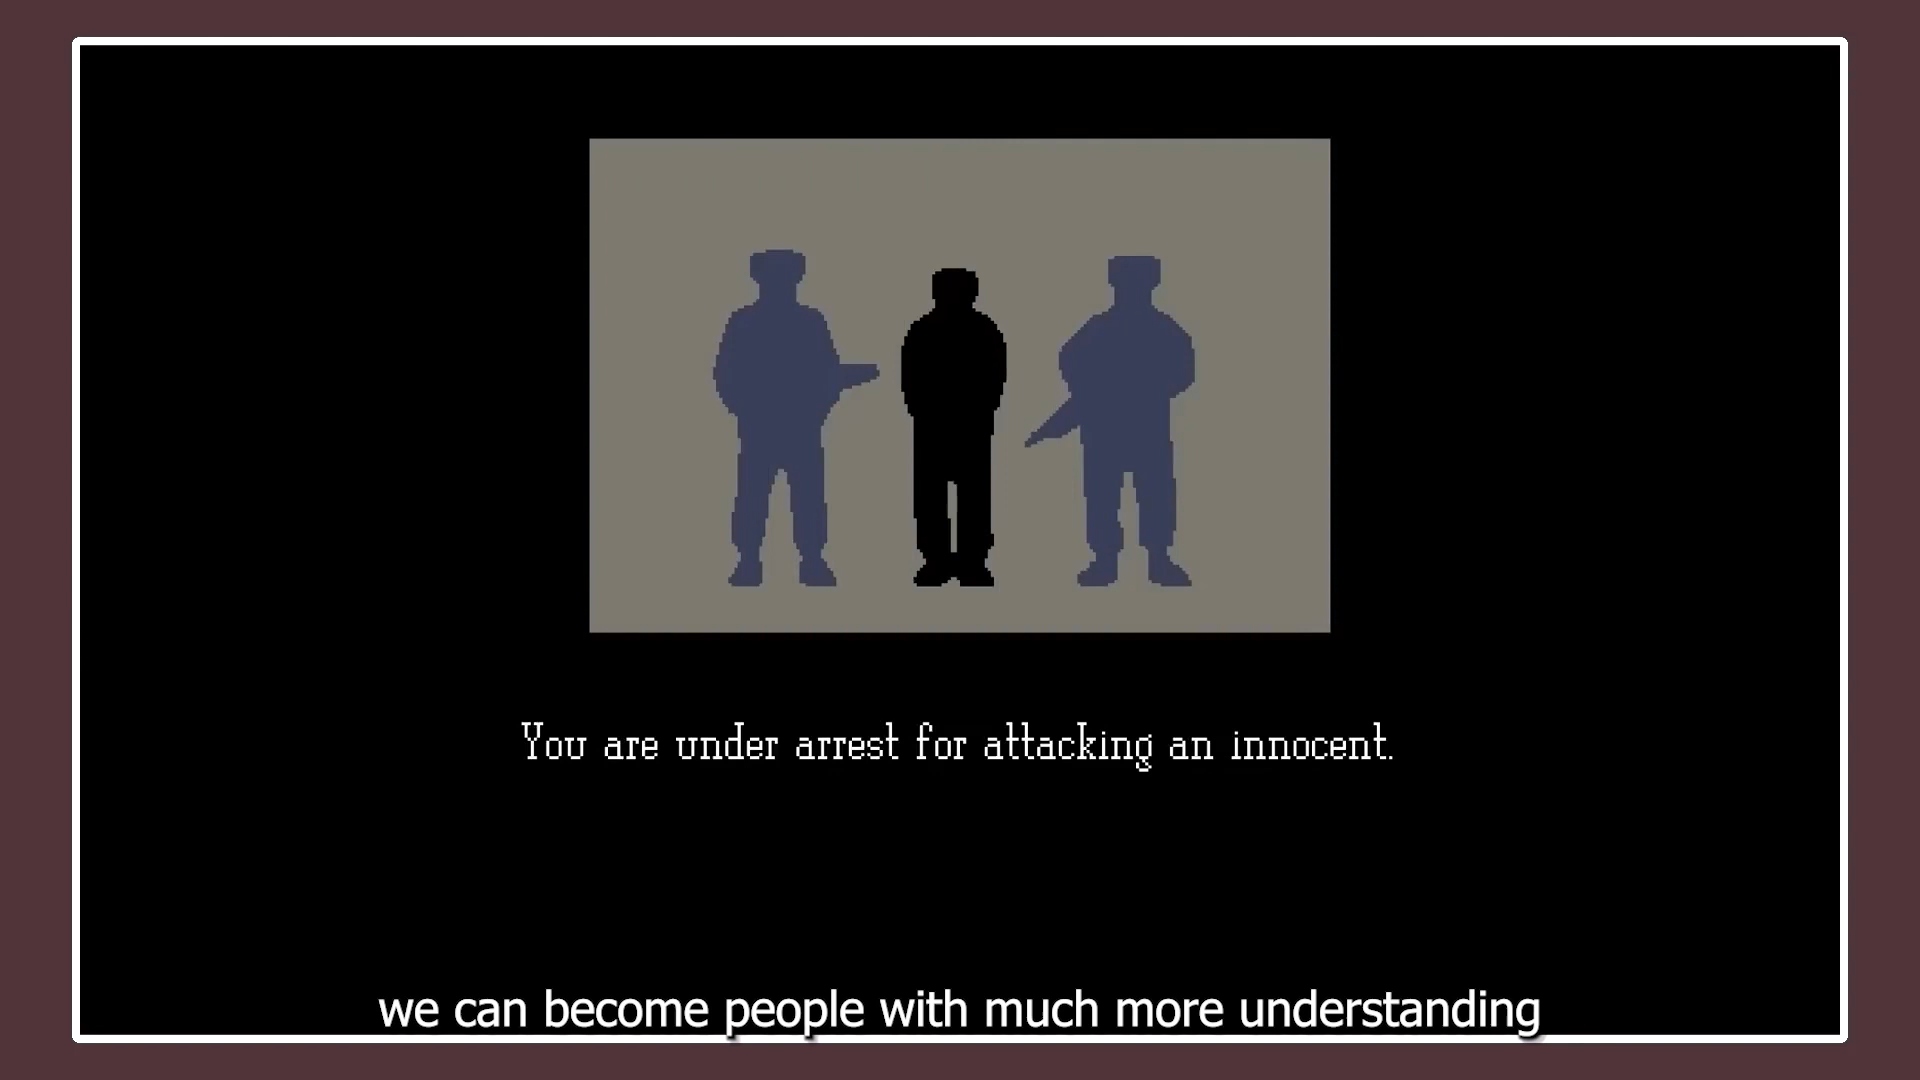 You are under arrest for attacking an innocent.
we can become people with much more understanding